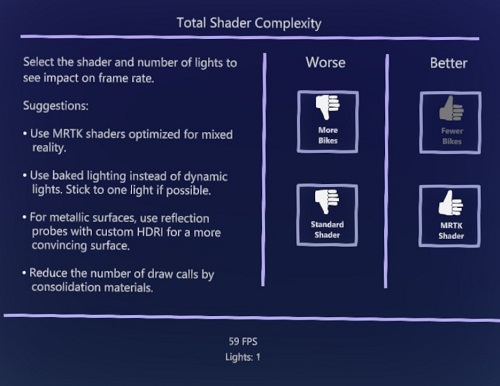 Total Shader Complexity
Select the shader and number of lights to
see impact on frame rate.
Suggestions:
• Use MRTK shaders optimized for mixed
reality.
• Use baked lighting instead of dynamic
lights. Stick to one light if possible.
• For metallic surfaces, use reflection
probes with custom HDRI for a more
convincing surface.
• Reduce the number of draw calls by
consolidation materials.
Worse
More
Bikes
Standard
Shader
Better
Fewer
Bikes
MRTK
Shader
59 FPS
Lights: 1